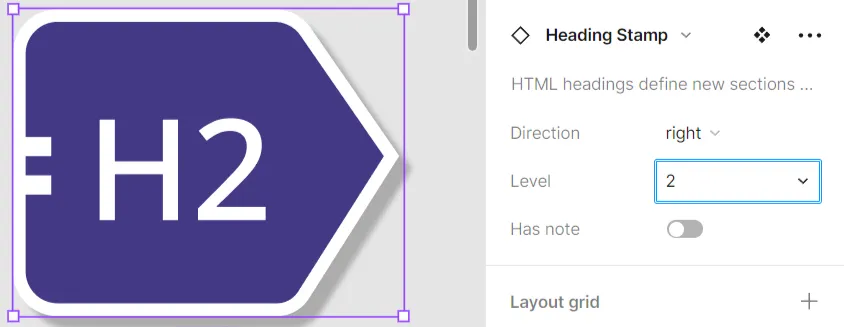 H2
Heading Stamp
HTML headings define new sections ...
Direction right
Level 2
Has note
Layout grid